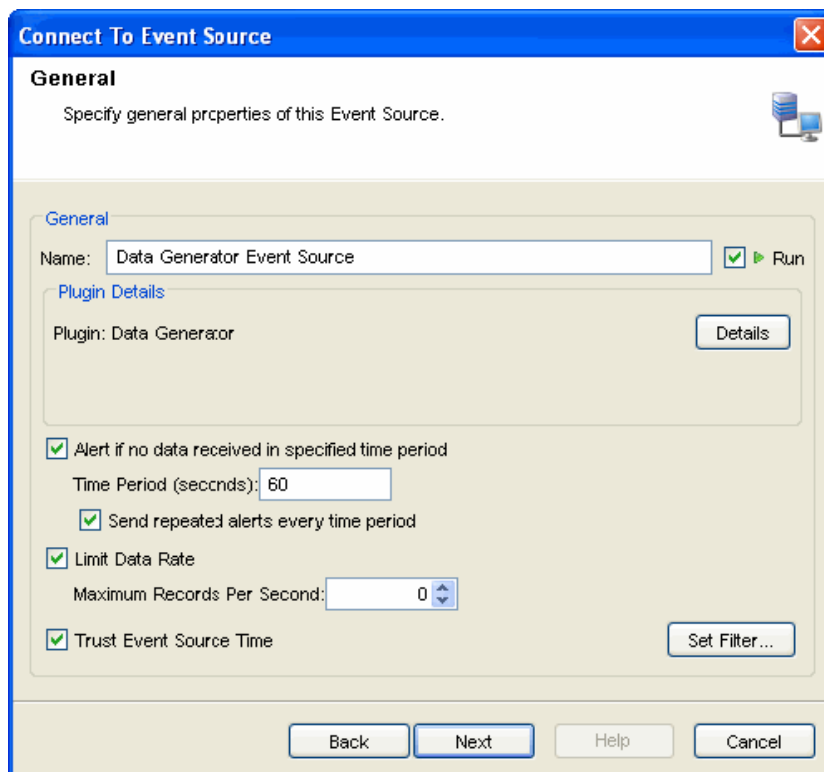 Connect To Event Source
General
Specify general properties of this Event Source.
General
Name: Data Generator Event Source Run
Plugin Details
Plugin: Data Generator Details
Alert if no data received in specified time period
Time Period (seconds): 60
Send repeated alerts every time period
Limit Data Rate
Maximum Records Per Second: 0
Trust Event Source Time Set Filter...
Back Next Help Cancel